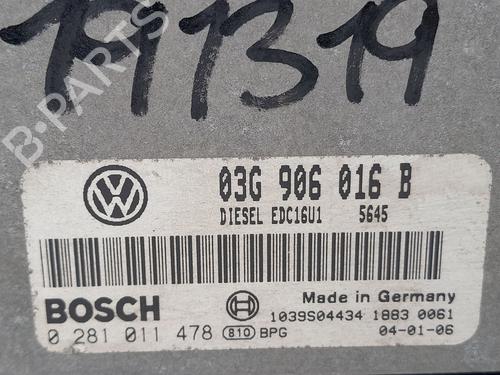 191319
B-PARTS
03G 906 016 B
DIESEL EDC16U1 5645
BOSCH
Made in Germany
1039S04434 1883 0061
0 281 011 478 810 BPG 04-01-06